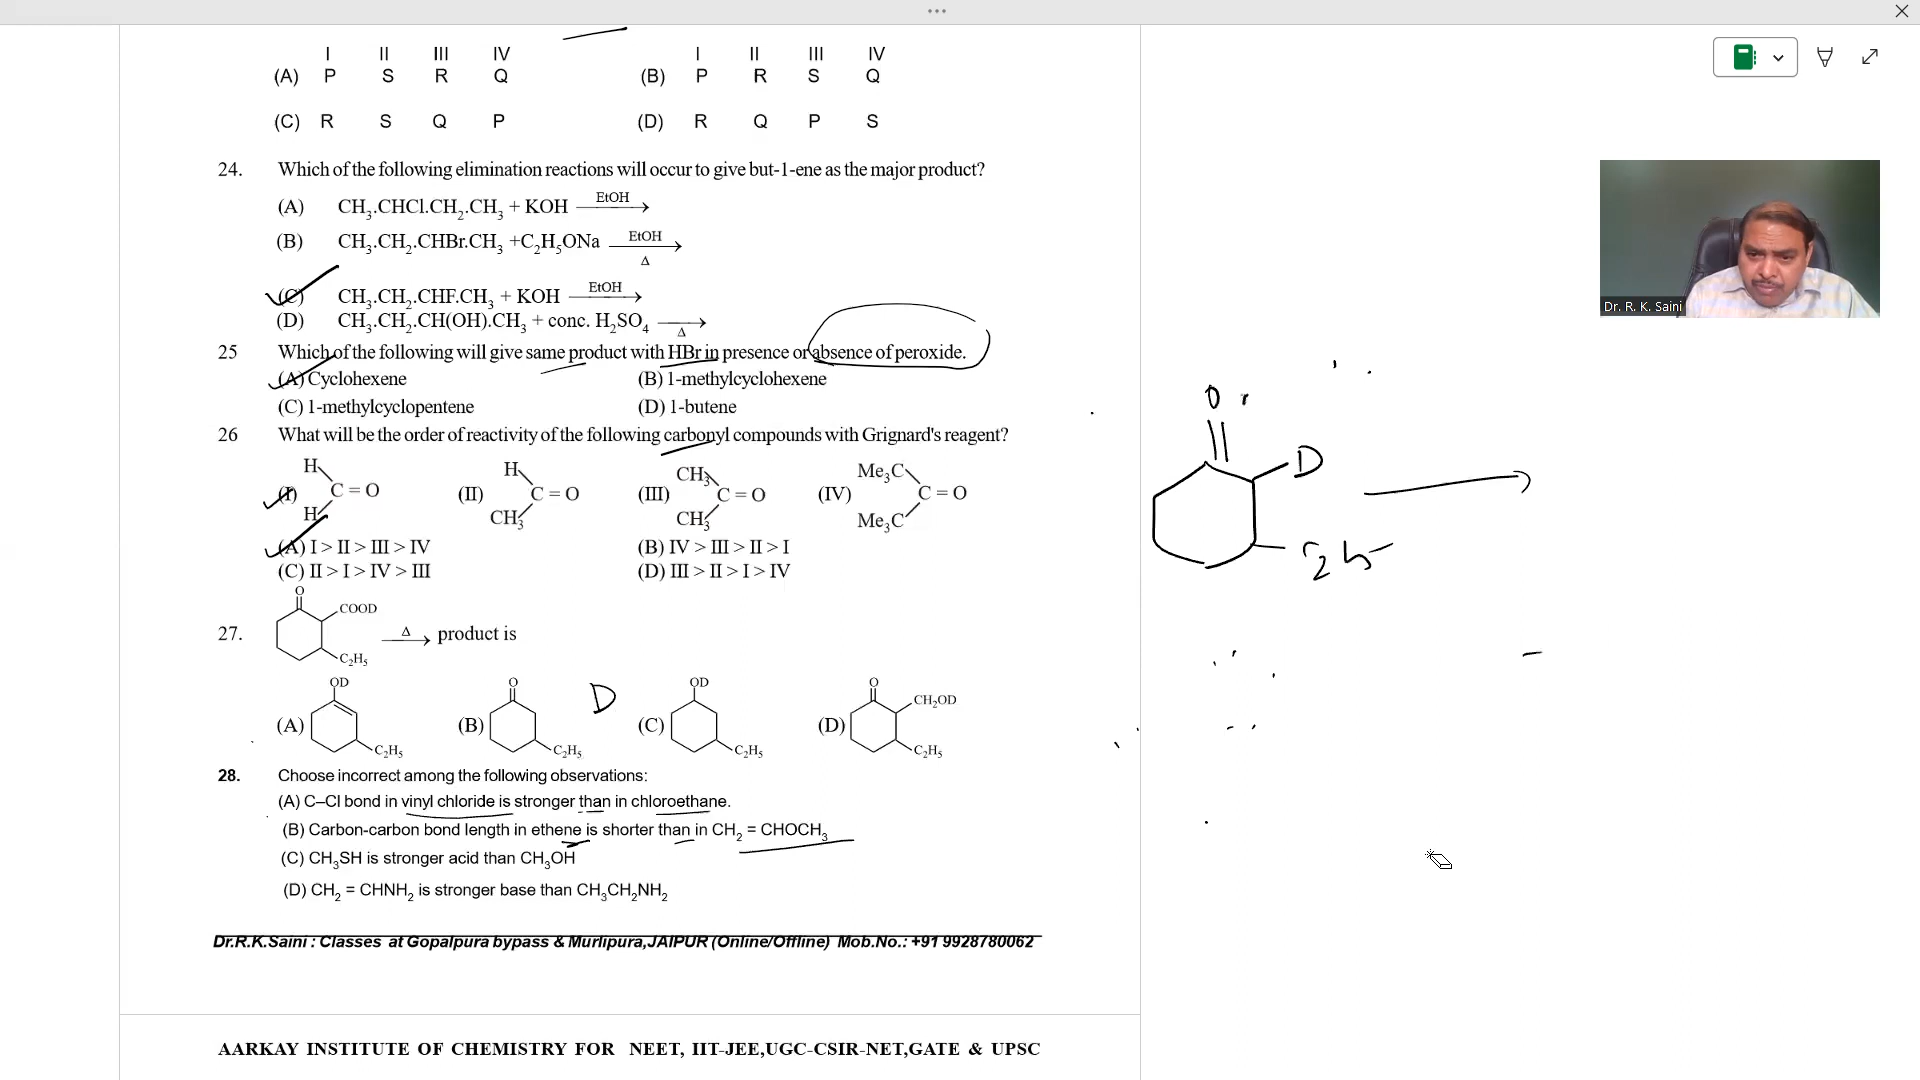 I II III IV I II III IV
(A) P S R Q (B) P R S Q
(C) R S Q P (D) R Q P S
24. Which of the following elimination reactions will occur to give but-1-ene as the major product?
(A) CH3.CHCl.CH2.CH3 + KOH EtOH →
(B) CH3.CH2.CHBr.CH3 +C2H5ONa EtOH → Δ
(C) CH3.CH2.CHF.CH3 + KOH EtOH →
(D) CH3.CH2.CH(OH).CH3 + conc. H2SO4 → Δ
25 Which of the following will give same product with HBr in presence or absence of peroxide.
(A) Cyclohexene (B) 1-methylcyclohexene
(C) 1-methylcyclopentene (D) 1-butene
26 What will be the order of reactivity of the following carbonyl compounds with Grignard's reagent?
H H CH3 Me3C
(I) C = O (II) C = O (III) C = O (IV) C = O
H CH3 CH3 Me3C
(A) I > II > III > IV (B) IV > III > II > I
(C) II > I > IV > III (D) III > II > I > IV
O
COOD
27. Δ → product is
C2H5
OD O OD O
D CH2OD
(A) (B) (C) (D)
C2H5 C2H5 C2H5 C2H5
28. Choose incorrect among the following observations:
(A) C–Cl bond in vinyl chloride is stronger than in chloroethane.
(B) Carbon-carbon bond length in ethene is shorter than in CH2 = CHOCH3
(C) CH3SH is stronger acid than CH3OH
(D) CH2 = CHNH2 is stronger base than CH3CH2NH2
Dr.R.K.Saini : Classes at Gopalpura bypass & Murlipura,JAIPUR (Online/Offline) Mob.No.: +91 9928780062
AARKAY INSTITUTE OF CHEMISTRY FOR NEET, IIT-JEE,UGC-CSIR-NET,GATE & UPSC
Dr. R. K. Saini
O
D